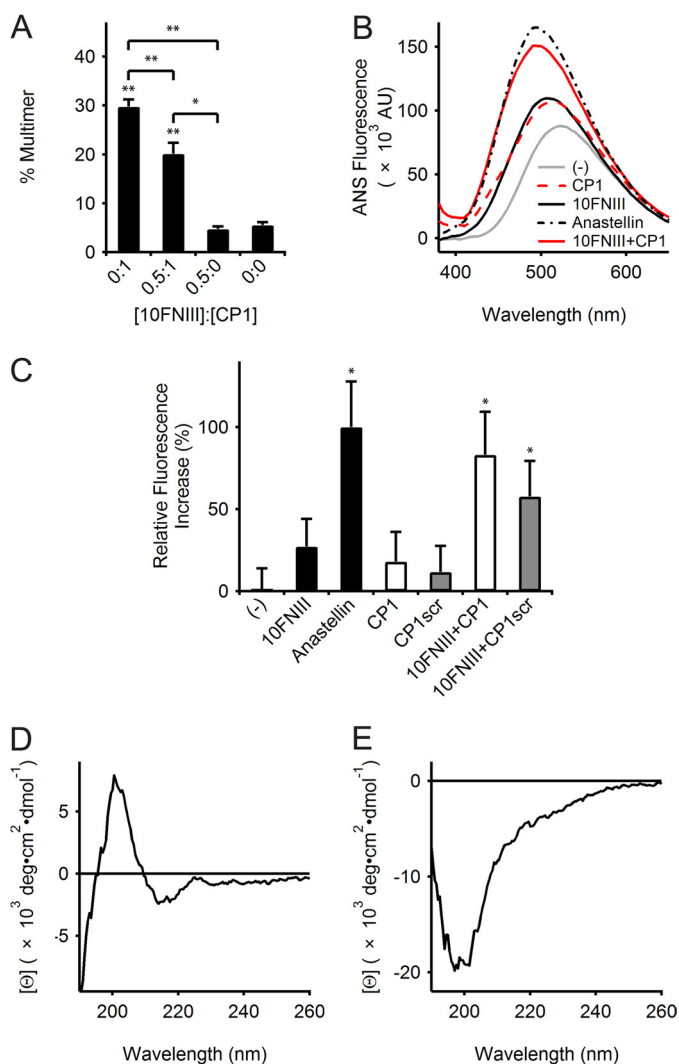 A
**
**
*
**
**
% Multimer
40
30
20
10
0
0:1
0.5:1
0.5:0
0:0
[10FNIII]:[CP1]
B
ANS Fluorescence
( × 10³ AU)
150
100
50
0
(-)
CP1
10FNIII
Anastellin
10FNIII+CP1
400 500 600
Wavelength (nm)
C
Relative Fluorescence
Increase (%)
100
50
0
*
*
*
(-)
10FNIII
Anastellin
CP1
CP1scr
10FNIII+CP1
10FNIII+CP1scr
D
[Θ] ( × 10³ deg•cm²•dmol⁻¹)
5
0
-5
200 220 240 260
Wavelength (nm)
E
[Θ] ( × 10³ deg•cm²•dmol⁻¹)
0
-10
-20
200 220 240 260
Wavelength (nm)